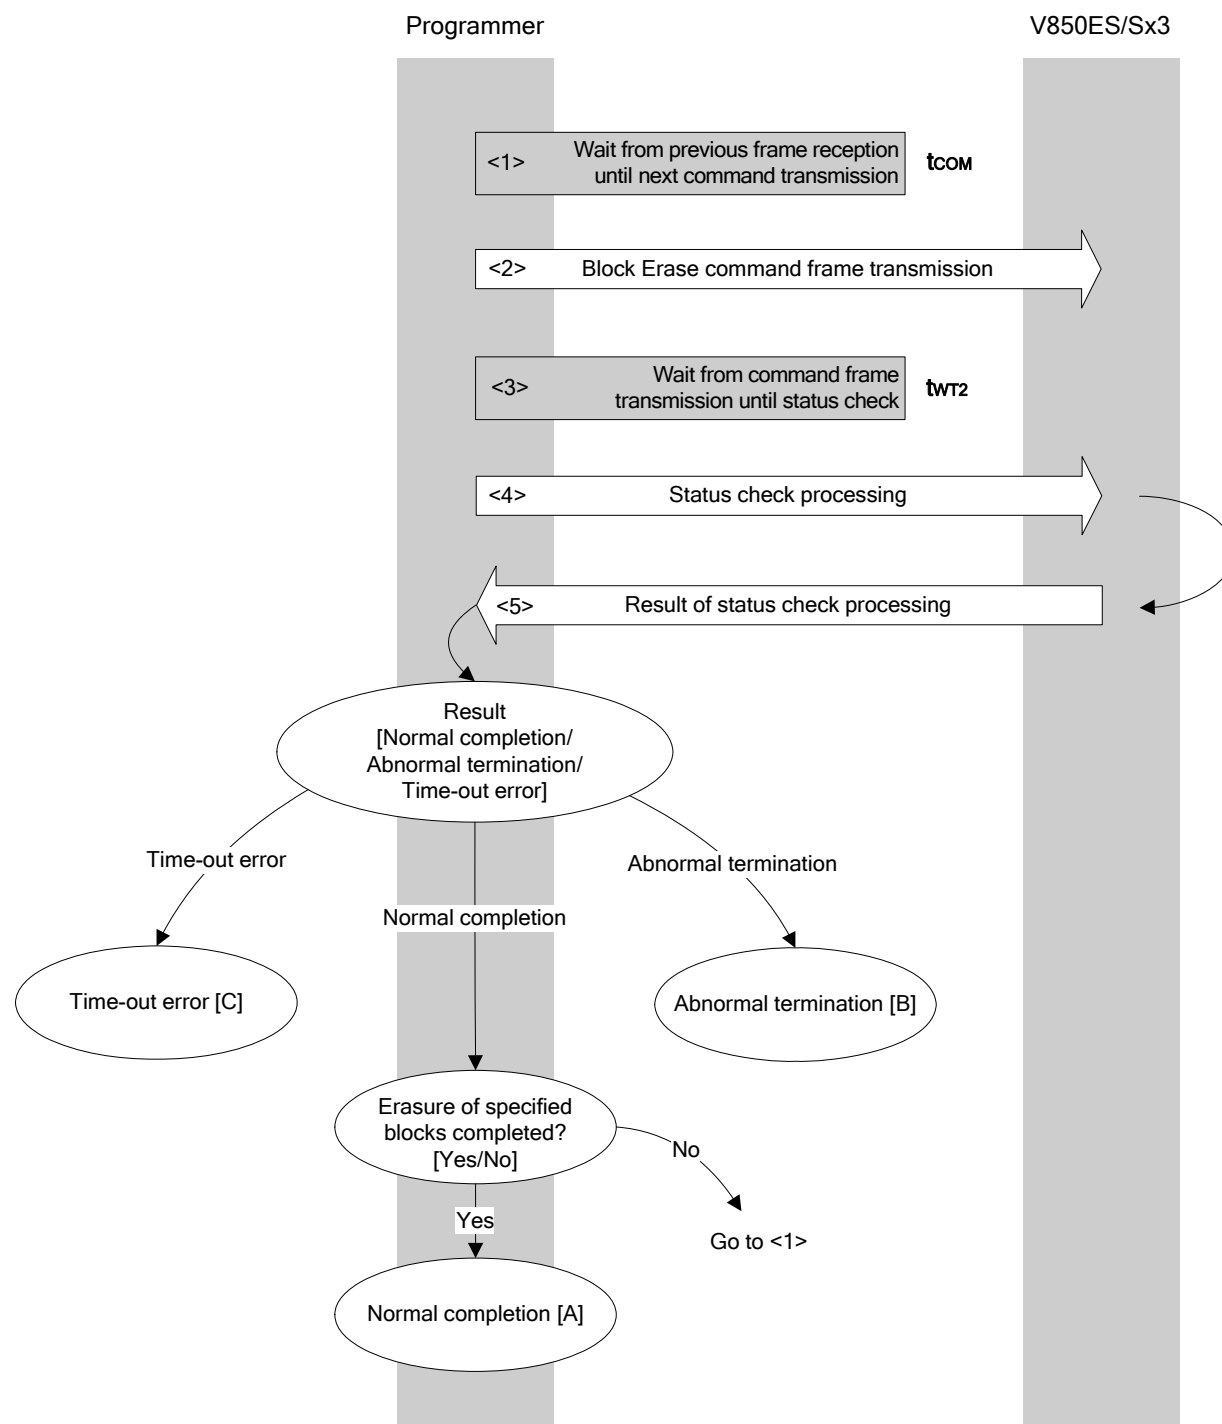 Programmer
V850ES/Sx3
<1>
Wait from previous frame reception
until next command transmission
tCOM
<2>
Block Erase command frame transmission
<3>
Wait from command frame
transmission until status check
tWT2
<4>
Status check processing
<5>
Result of status check processing
Result
[Normal completion/
Abnormal termination/
Time-out error]
Time-out error
Abnormal termination
Normal completion
Time-out error [C]
Abnormal termination [B]
Erasure of specified
blocks completed?
[Yes/No]
No
Yes
Go to <1>
Normal completion [A]